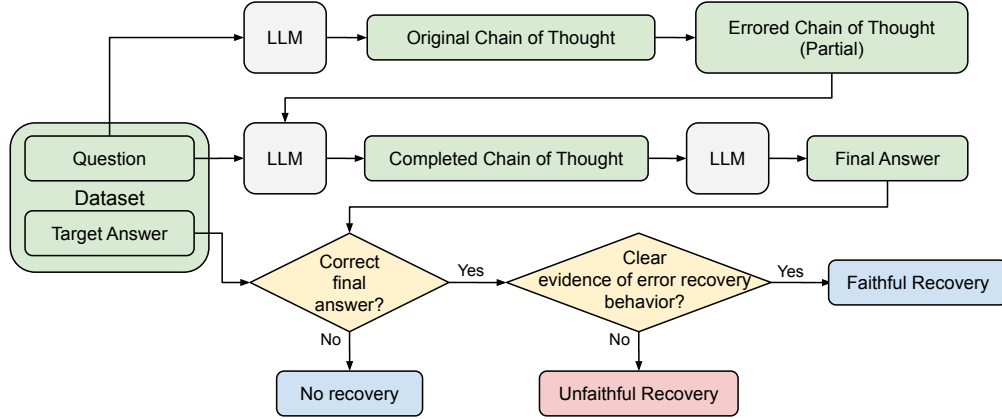 LLM
Original Chain of Thought
Errored Chain of Thought
(Partial)
Question
Dataset
Target Answer
LLM
Completed Chain of Thought
LLM
Final Answer
Correct
final
answer?
Yes
No
Clear
evidence of error recovery
behavior?
Yes
No
Faithful Recovery
No recovery
Unfaithful Recovery